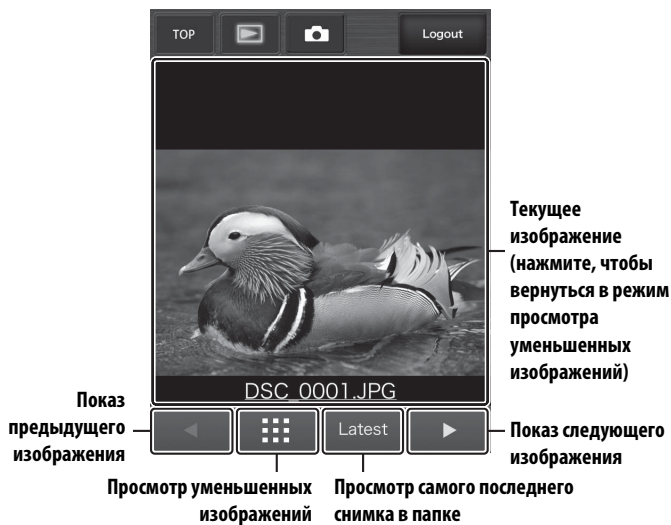 TOP
Logout
Текущее
изображение
(нажмите, чтобы
вернуться в режим
просмотра
уменьшенных
изображений)
DSC_0001.JPG
Показ
предыдущего
изображения
Latest
Показ следующего
изображения
Просмотр уменьшенных
изображений
Просмотр самого последнего
снимка в папке